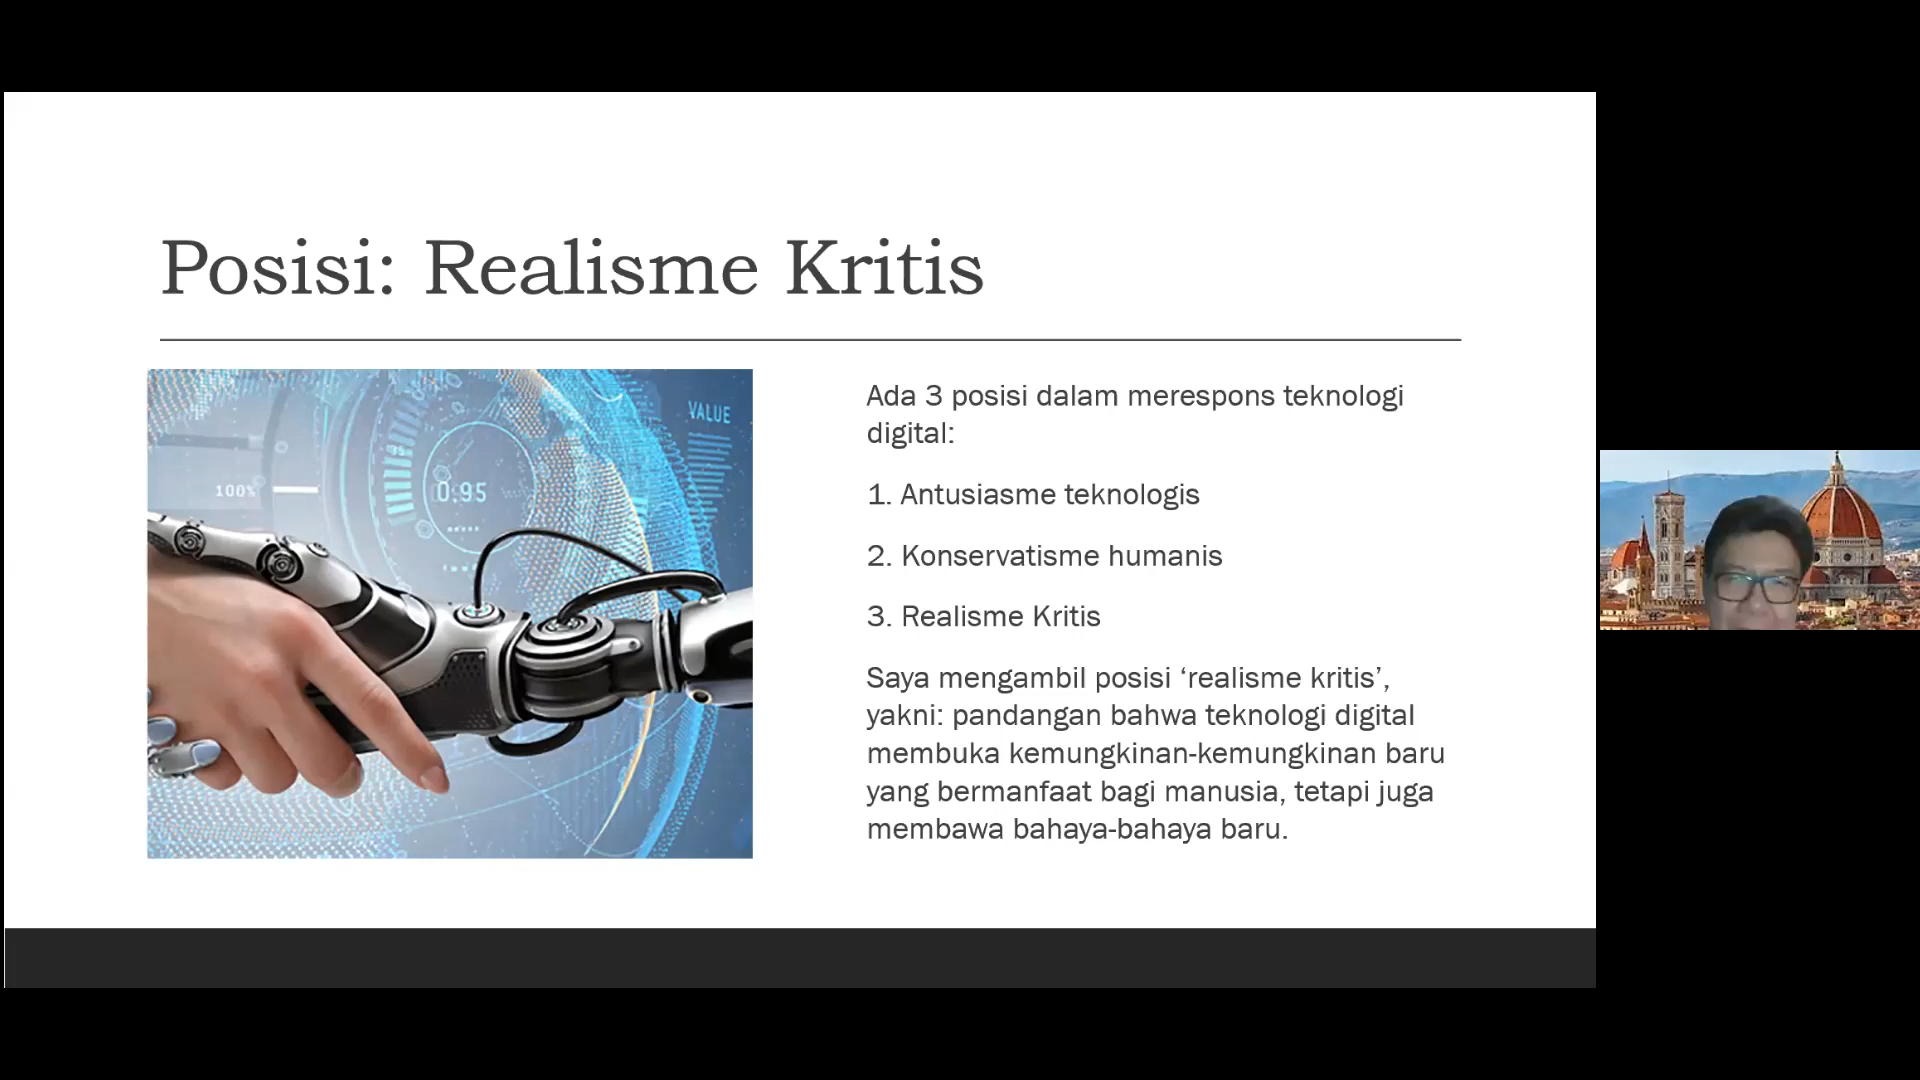 Posisi: Realisme Kritis
VALUE
35
100%
0.95
Ada 3 posisi dalam merespons teknologi
digital:
1. Antusiasme teknologis
2. Konservatisme humanis
3. Realisme Kritis
Saya mengambil posisi ‘realisme kritis’,
yakni: pandangan bahwa teknologi digital
membuka kemungkinan-kemungkinan baru
yang bermanfaat bagi manusia, tetapi juga
membawa bahaya-bahaya baru.